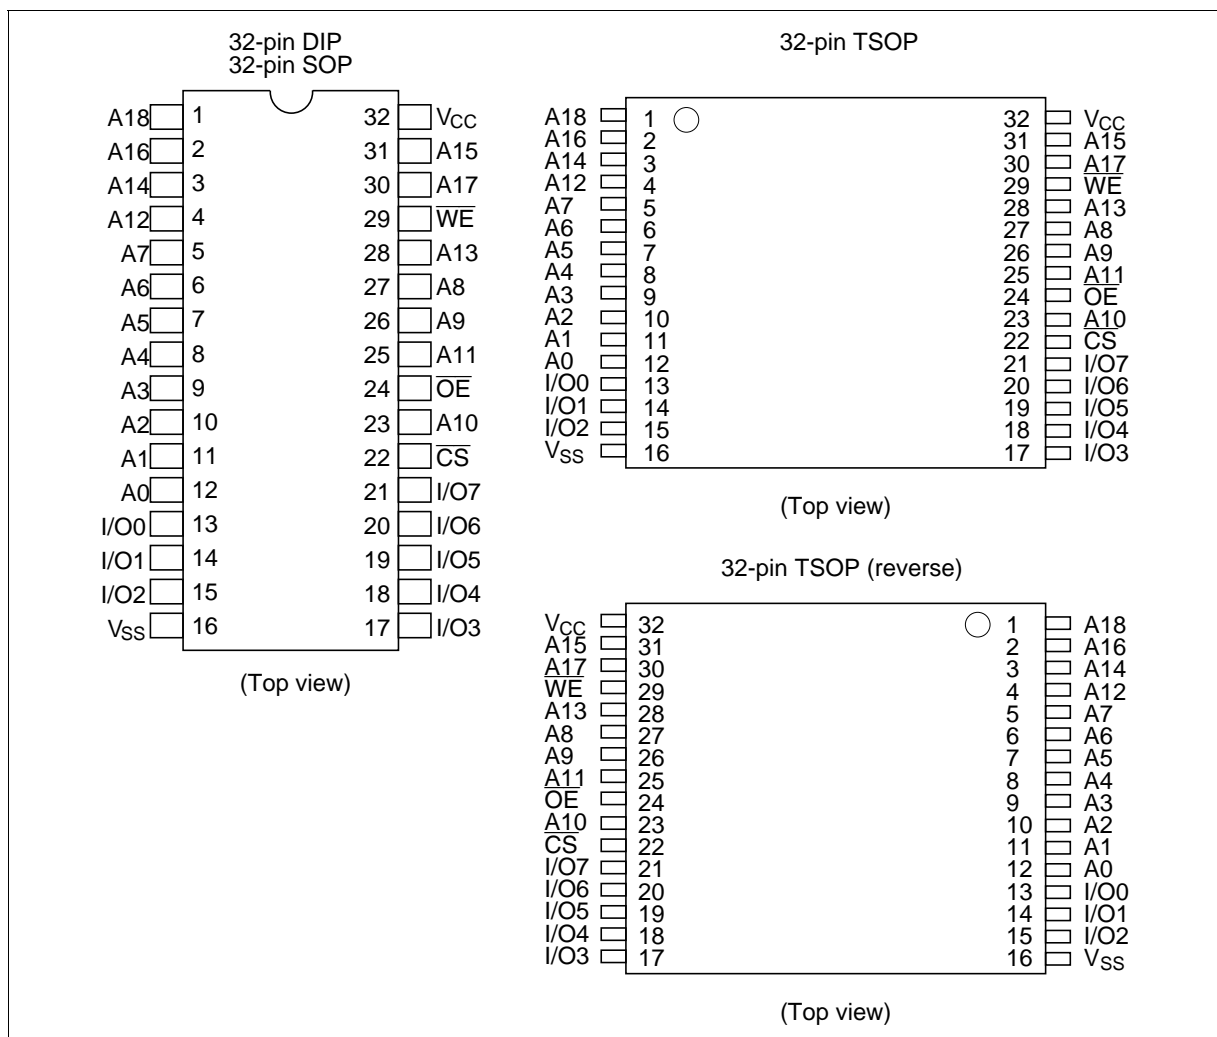 32-pin DIP
32-pin SOP
A18 1 32 VCC
A16 2 31 A15
A14 3 30 A17
A12 4 29 W̅E̅
A7 5 28 A13
A6 6 27 A8
A5 7 26 A9
A4 8 25 A11
A3 9 24 O̅E̅
A2 10 23 A10
A1 11 22 C̅S̅
A0 12 21 I/O7
I/O0 13 20 I/O6
I/O1 14 19 I/O5
I/O2 15 18 I/O4
VSS 16 17 I/O3
(Top view)
32-pin TSOP
A18 1 32 VCC
A16 2 31 A15
A14 3 30 A17
A12 4 29 W̅E̅
A7 5 28 A13
A6 6 27 A8
A5 7 26 A9
A4 8 25 A11
A3 9 24 O̅E̅
A2 10 23 A10
A1 11 22 C̅S̅
A0 12 21 I/O7
I/O0 13 20 I/O6
I/O1 14 19 I/O5
I/O2 15 18 I/O4
VSS 16 17 I/O3
(Top view)
32-pin TSOP (reverse)
VCC 32 1 A18
A15 31 2 A16
A17 30 3 A14
W̅E̅ 29 4 A12
A13 28 5 A7
A8 27 6 A6
A9 26 7 A5
A11 25 8 A4
O̅E̅ 24 9 A3
A10 23 10 A2
C̅S̅ 22 11 A1
I/O7 21 12 A0
I/O6 20 13 I/O0
I/O5 19 14 I/O1
I/O4 18 15 I/O2
I/O3 17 16 VSS
(Top view)